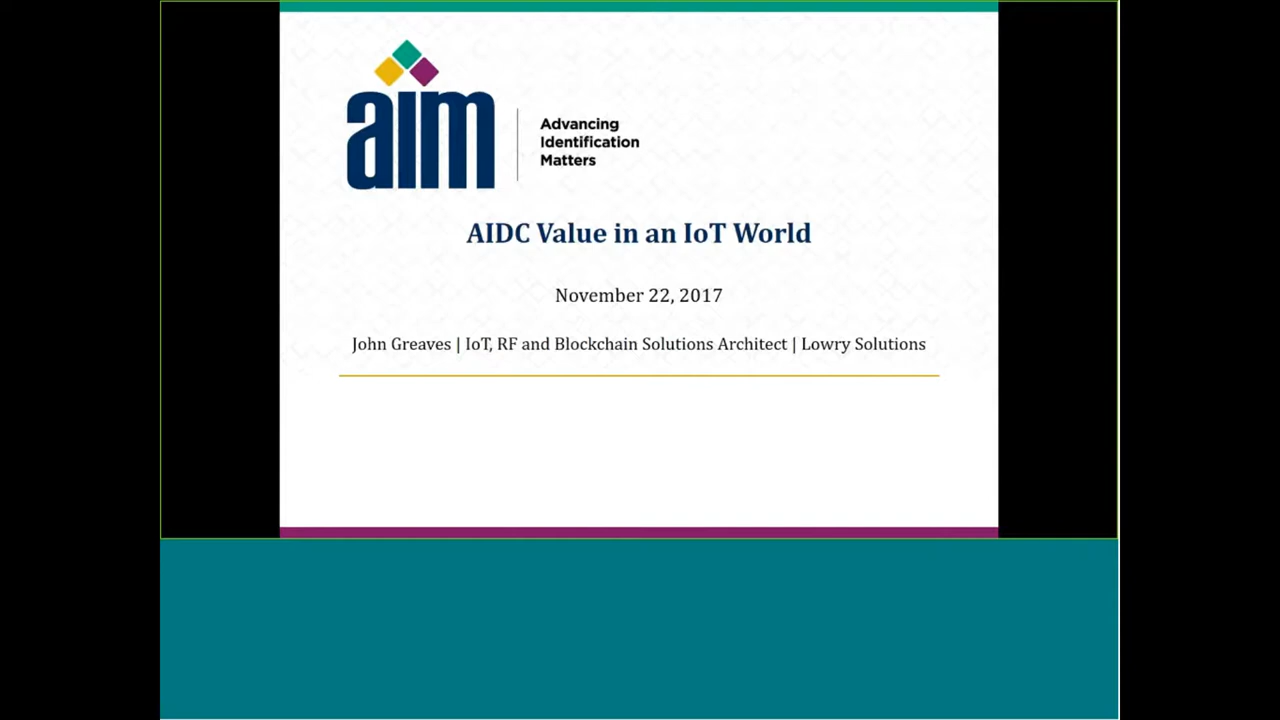 aim
Advancing
Identification
Matters
AIDC Value in an IoT World
November 22, 2017
John Greaves | IoT, RF and Blockchain Solutions Architect | Lowry Solutions